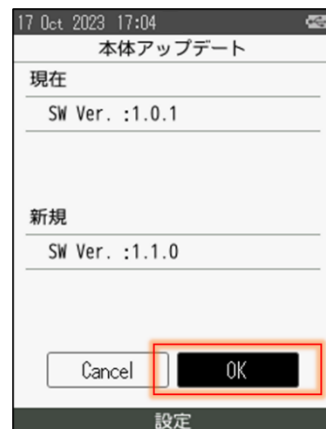 17 Oct 2023 17:04
本体アップデート
現在
SW Ver. :1.0.1
新規
SW Ver. :1.1.0
Cancel OK
設定